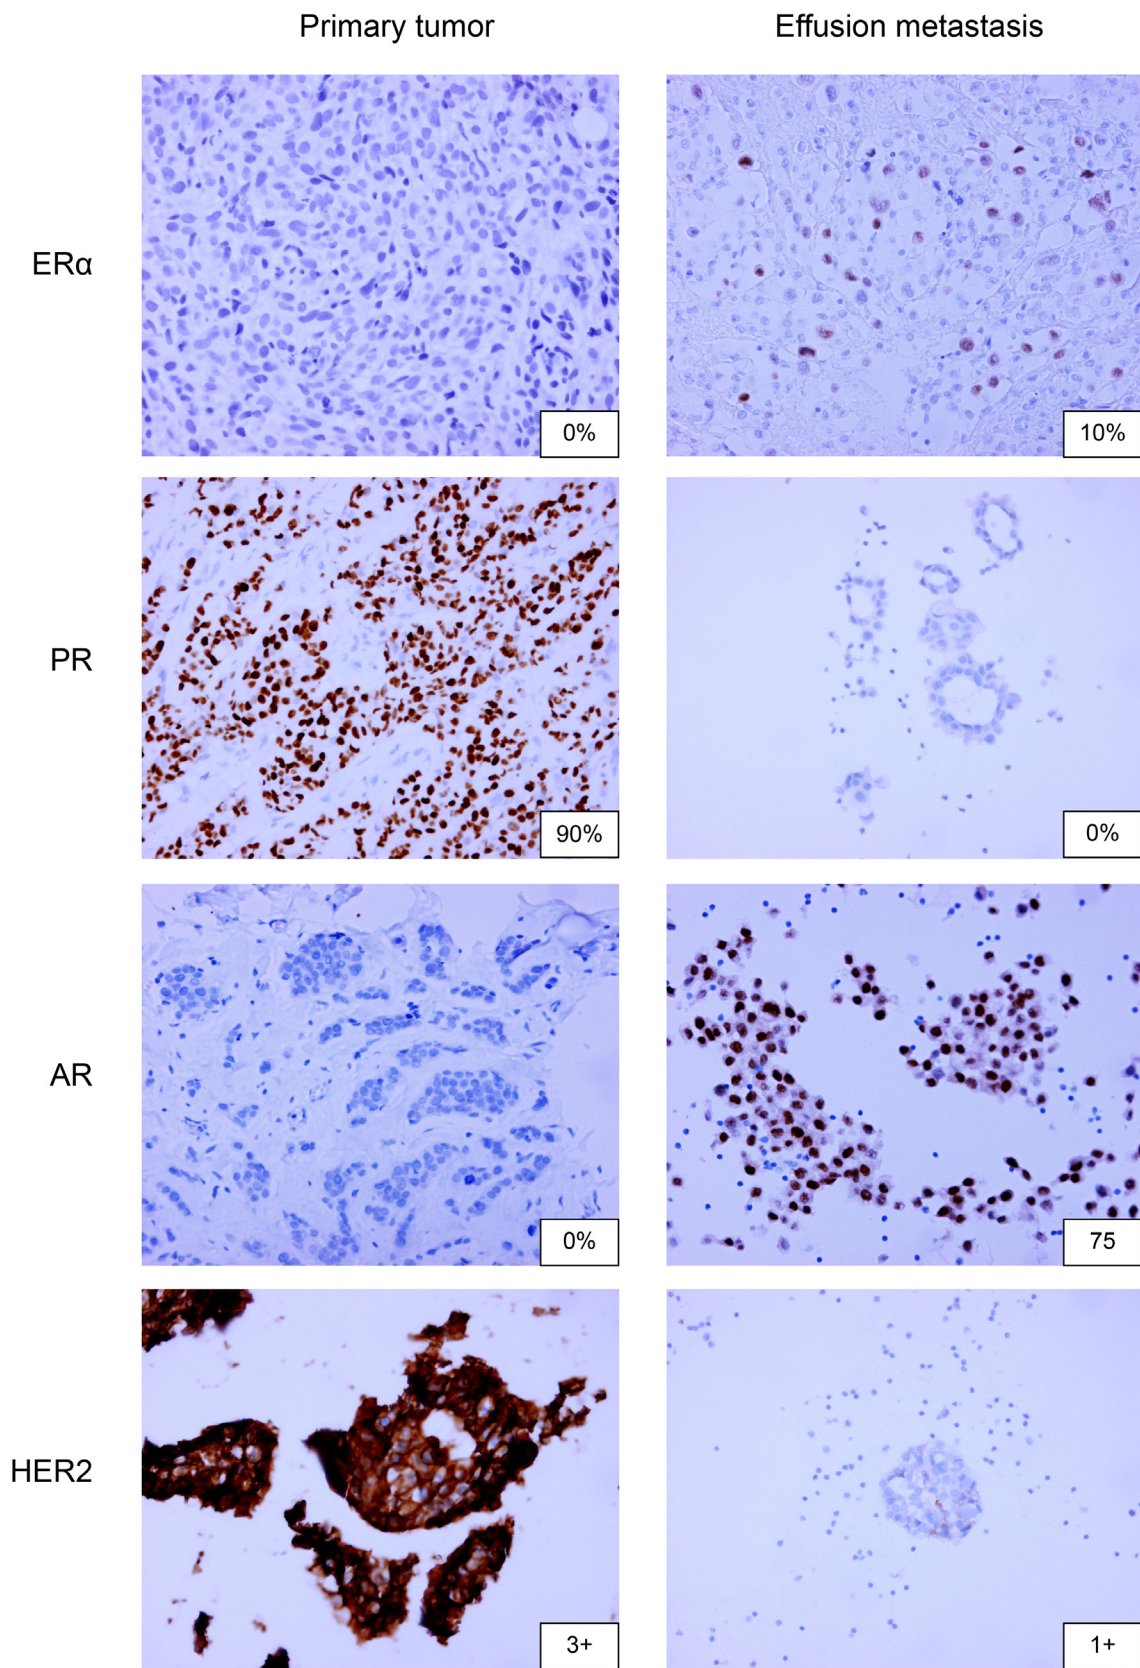 Primary tumor Effusion metastasis
ERα
0% 10%
PR
90% 0%
AR
0% 75
HER2
3+ 1+